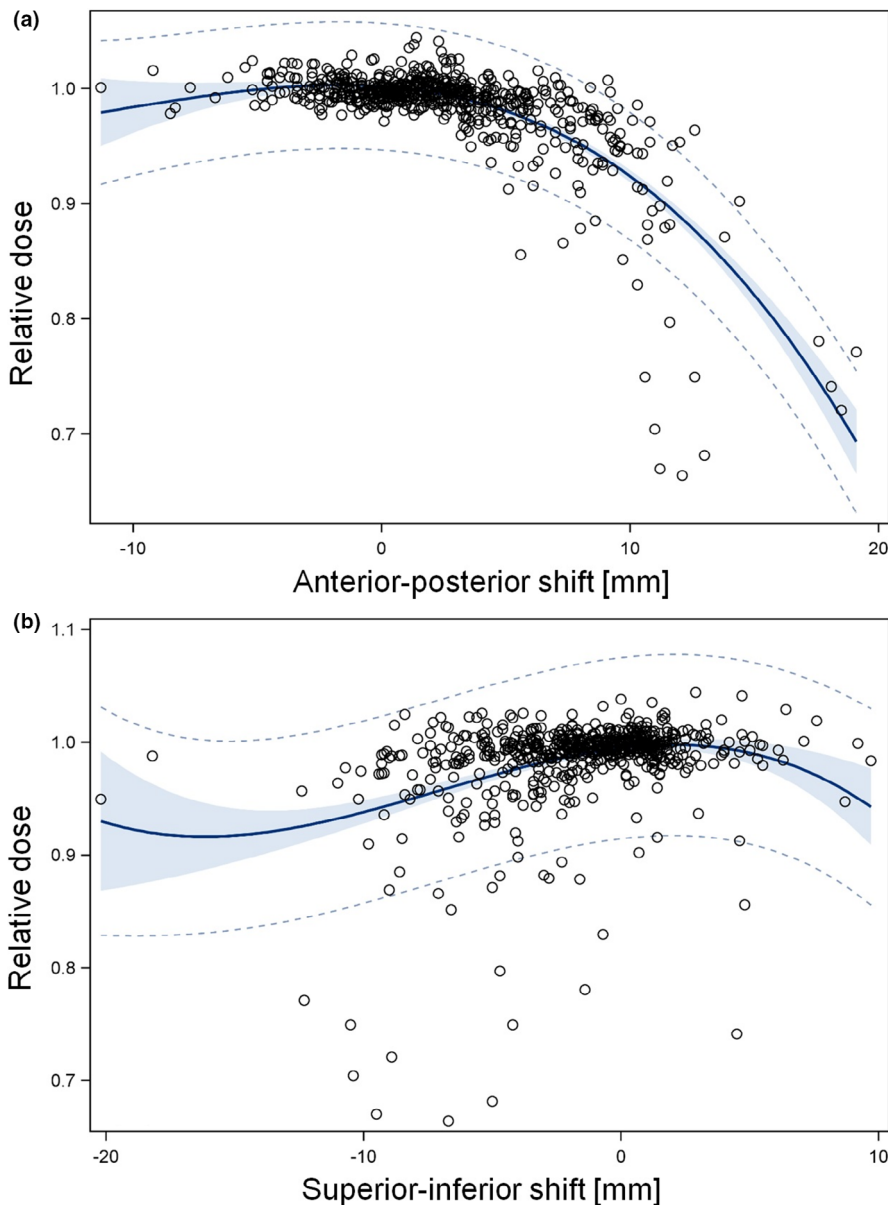 (a)
1.0
0.9
0.8
0.7
Relative dose
-10 0 10 20
Anterior-posterior shift [mm]
(b)
1.1
1.0
0.9
0.8
0.7
Relative dose
-20 -10 0 10
Superior-inferior shift [mm]